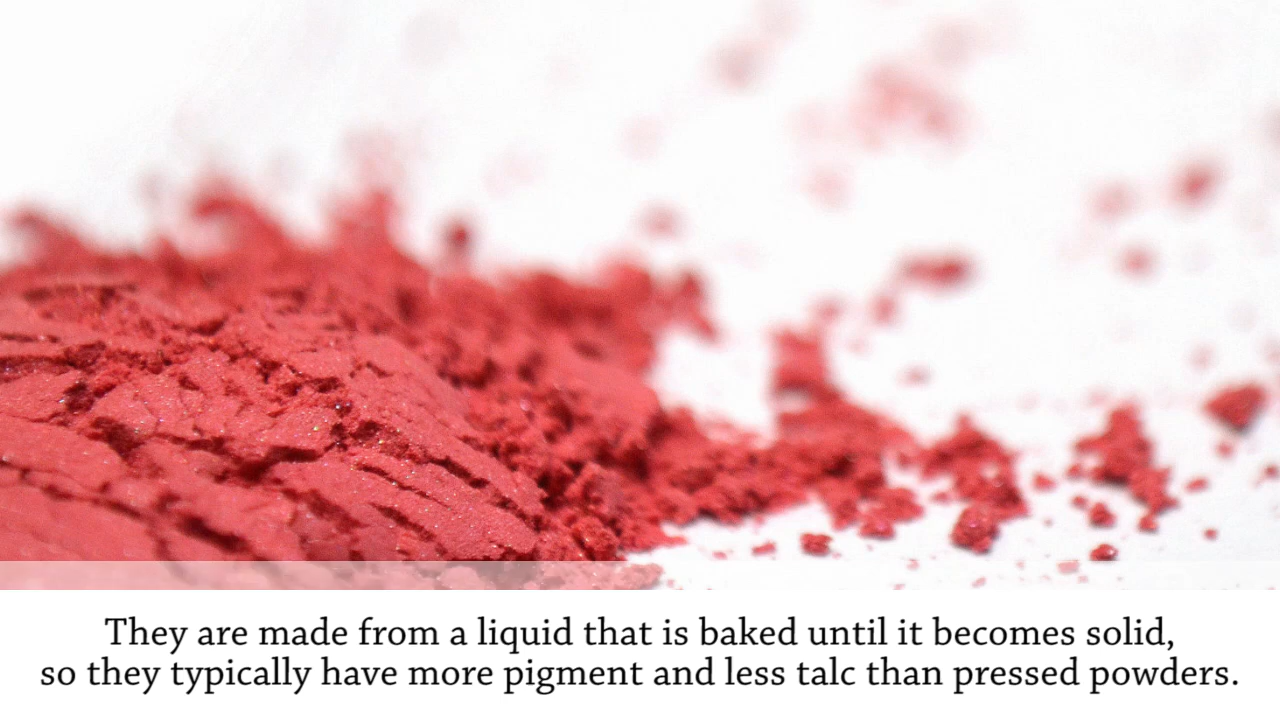 They are made from a liquid that is baked until it becomes solid,
so they typically have more pigment and less talc than pressed powders.